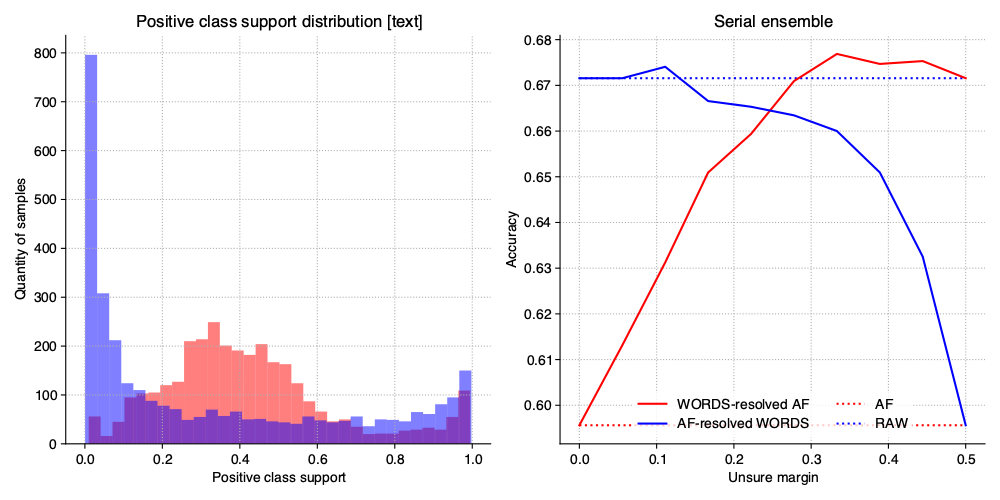 Positive class support distribution [text]
Quantity of samples
800
700
600
500
400
300
200
100
0
0.0 0.2 0.4 0.6 0.8 1.0
Positive class support
Serial ensemble
Accuracy
0.68
0.67
0.66
0.65
0.64
0.63
0.62
0.61
0.60
WORDS-resolved AF
AF-resolved WORDS
AF
RAW
0.0 0.1 0.2 0.3 0.4 0.5
Unsure margin